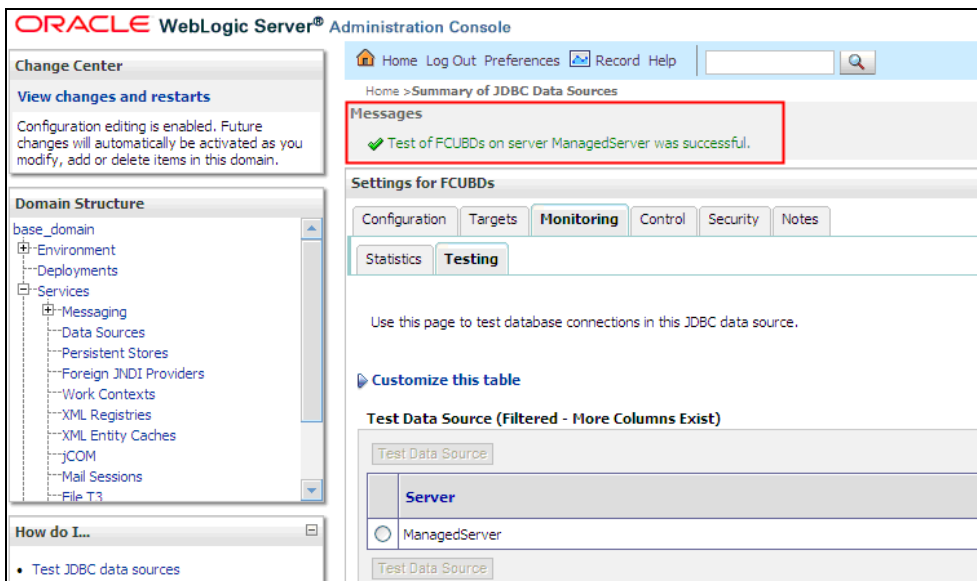 ORACLE WebLogic Server® Administration Console
Change Center
View changes and restarts
Configuration editing is enabled. Future
changes will automatically be activated as you
modify, add or delete items in this domain.
Domain Structure
base_domain
Environment
Deployments
Services
Messaging
Data Sources
Persistent Stores
Foreign JNDI Providers
Work Contexts
XML Registries
XML Entity Caches
jCOM
Mail Sessions
File T3
How do I...
• Test JDBC data sources
Home Log Out Preferences Record Help
Home >Summary of JDBC Data Sources
Messages
Test of FCUBDs on server ManagedServer was successful.
Settings for FCUBDs
Configuration Targets Monitoring Control Security Notes
Statistics Testing
Use this page to test database connections in this JDBC data source.
Customize this table
Test Data Source (Filtered - More Columns Exist)
Test Data Source
Server
ManagedServer
Test Data Source